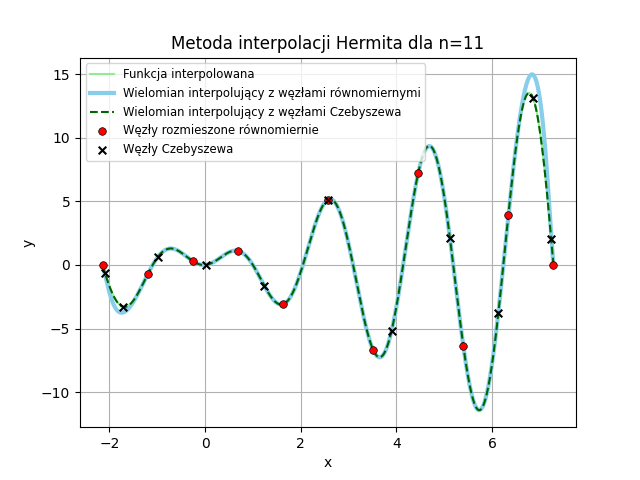 Metoda interpolacji Hermita dla n=11
Funkcja interpolowana
Wielomian interpolujący z węzłami równomiernymi
Wielomian interpolujący z węzłami Czebyszewa
Węzły rozmieszone równomiernie
Węzły Czebyszewa
15
10
5
0
−5
−10
y
−2
0
2
4
6
x